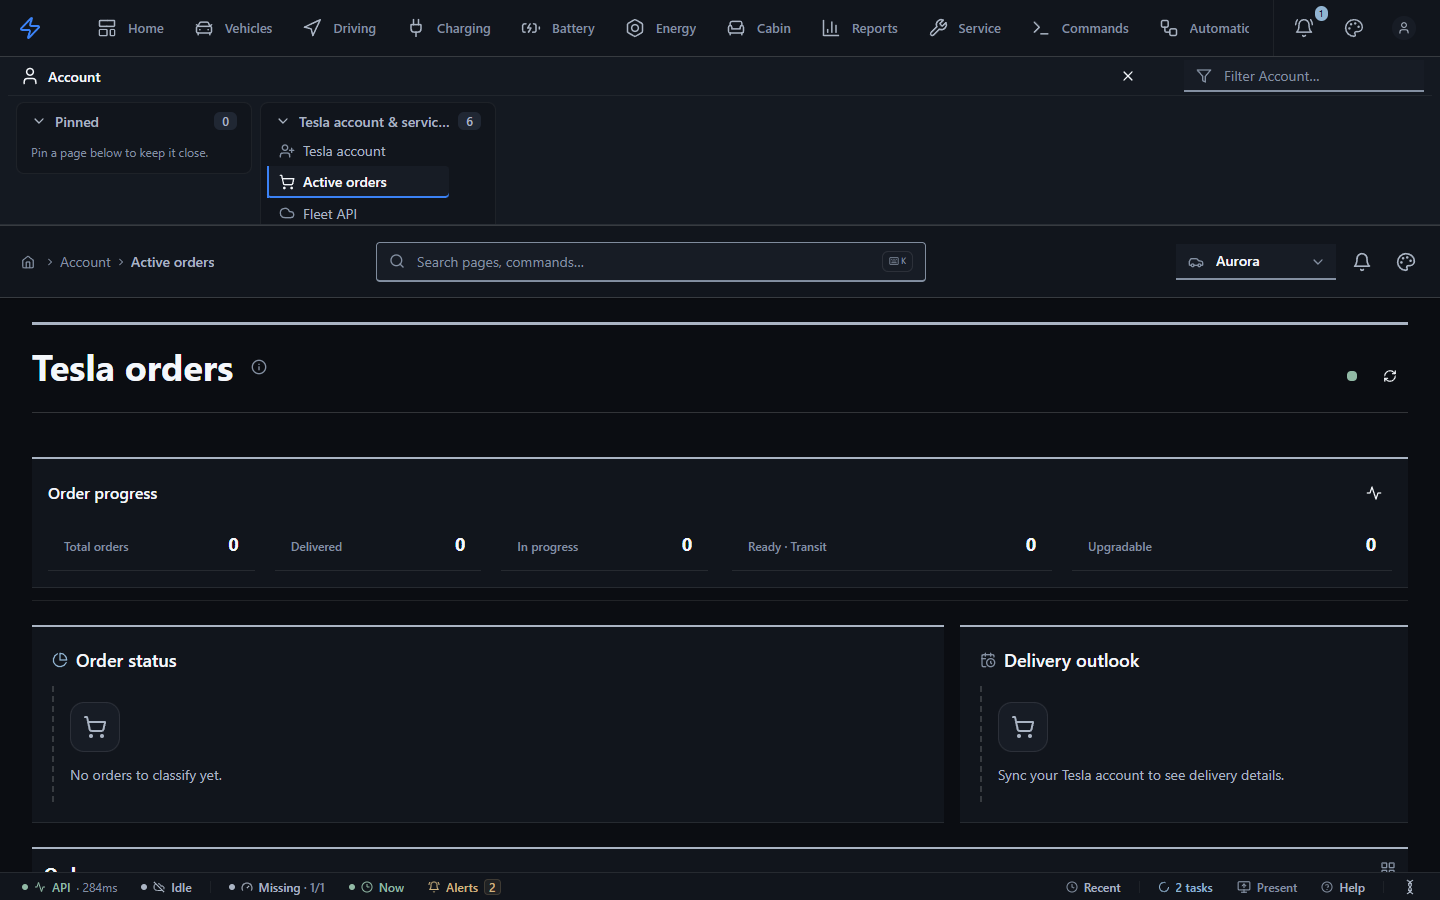 Home Vehicles Driving Charging Battery Energy Cabin Reports Service Commands Automatic 1
Account Filter Account...
Pinned 0
Pin a page below to keep it close.
Tesla account & servic... 6
Tesla account
Active orders
Fleet API
Account > Active orders
Search pages, commands... K
Aurora
Tesla orders
Order progress
Total orders 0 Delivered 0 In progress 0 Ready · Transit 0 Upgradable 0
Order status
No orders to classify yet.
Delivery outlook
Sync your Tesla account to see delivery details.
API · 284ms Idle Missing · 1/1 Now Alerts 2 Recent 2 tasks Present Help